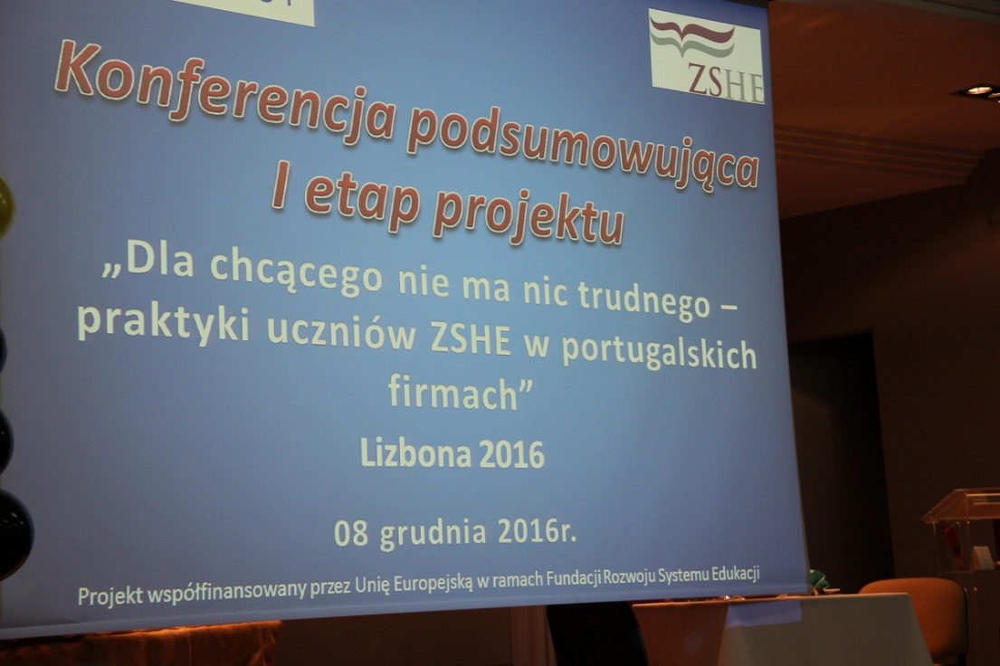 ZSHE
Konferencja podsumowująca
I etap projektu
„Dla chcącego nie ma nic trudnego –
praktyki uczniów ZSHE w portugalskich
firmach”
Lizbona 2016
08 grudnia 2016r.
Projekt współfinansowany przez Unię Europejską w ramach Fundacji Rozwoju Systemu Edukacji